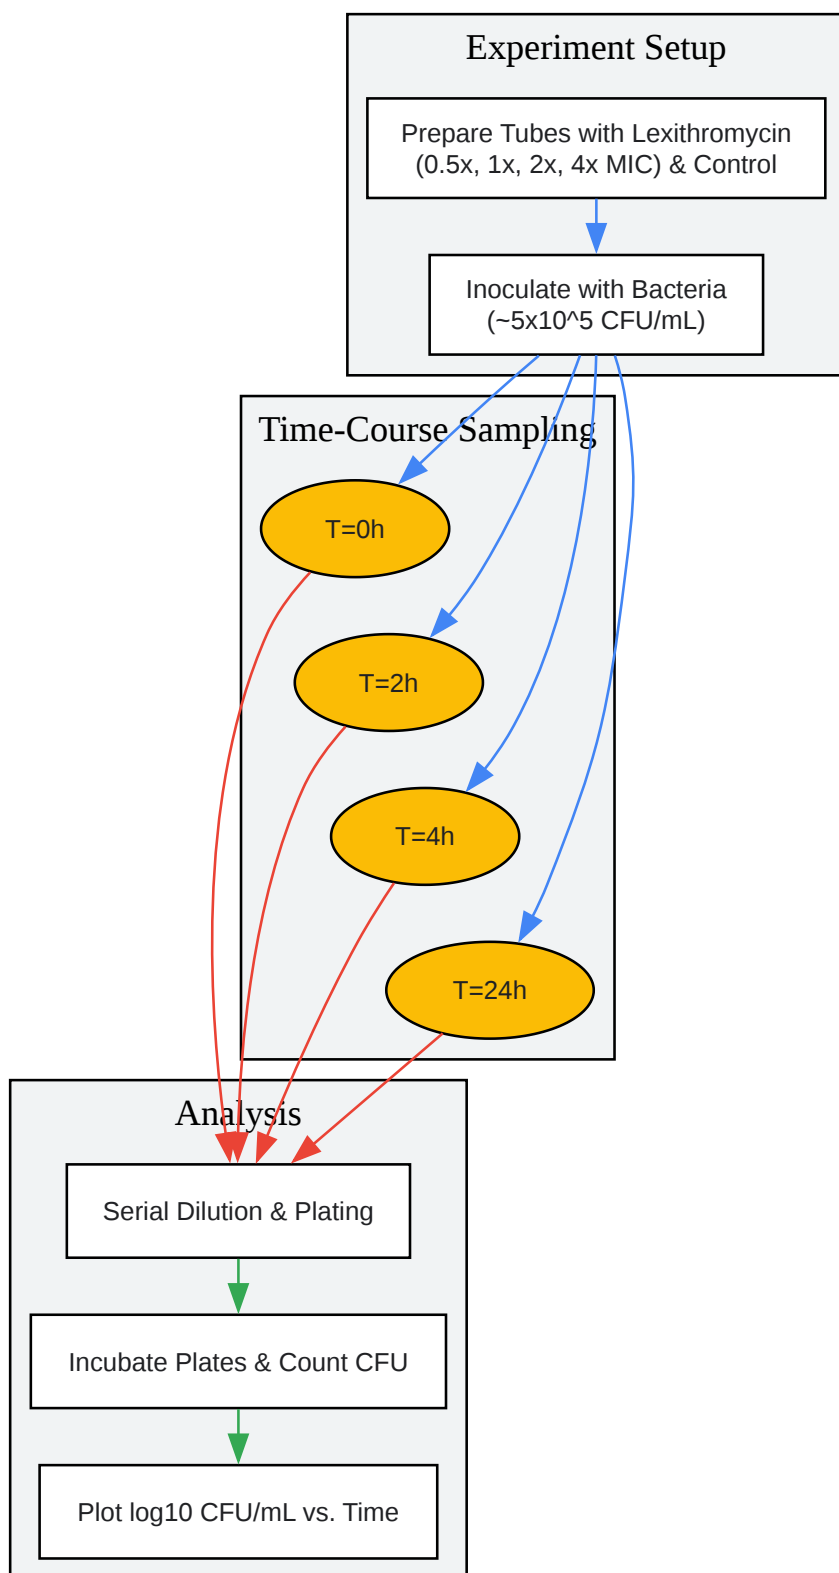 Experiment Setup
Prepare Tubes with Lexithromycin
(0.5x, 1x, 2x, 4x MIC) & Control
Inoculate with Bacteria
(~5x10^5 CFU/mL)
Time-Course Sampling
T=0h
T=2h
T=4h
T=24h
Analysis
Serial Dilution & Plating
Incubate Plates & Count CFU
Plot log10 CFU/mL vs. Time